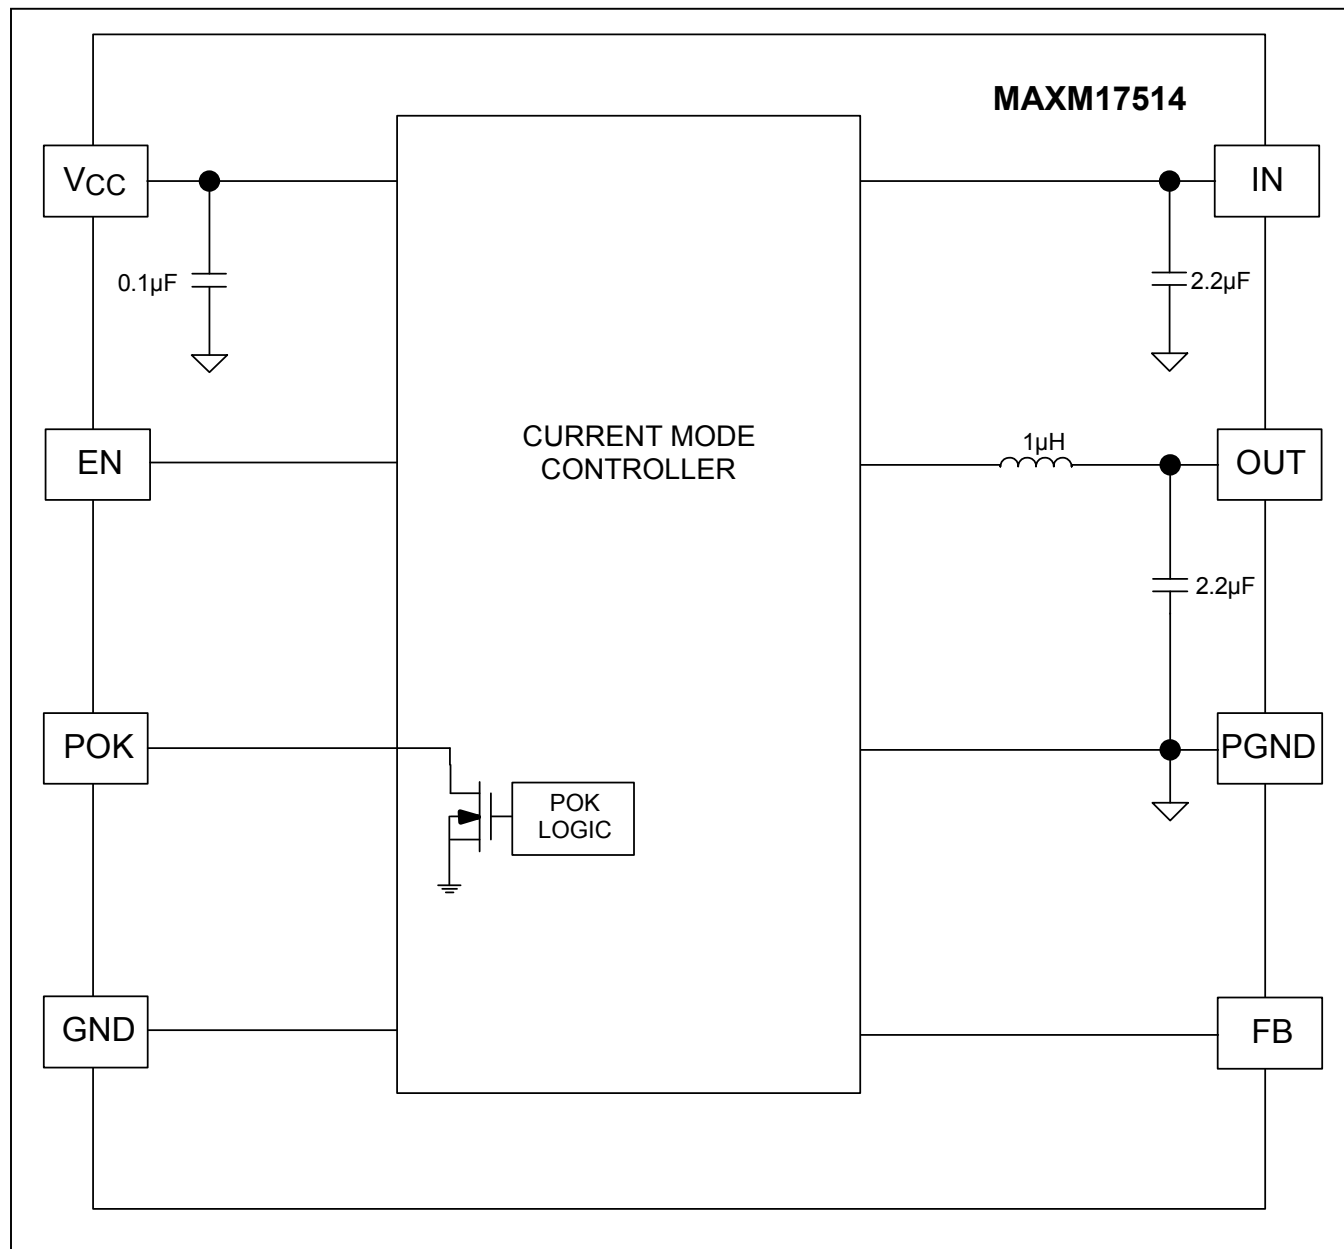 MAXM17514
VCC
IN
0.1µF
2.2µF
EN
CURRENT MODE
CONTROLLER
1µH
OUT
2.2µF
POK
PGND
POK
LOGIC
GND
FB